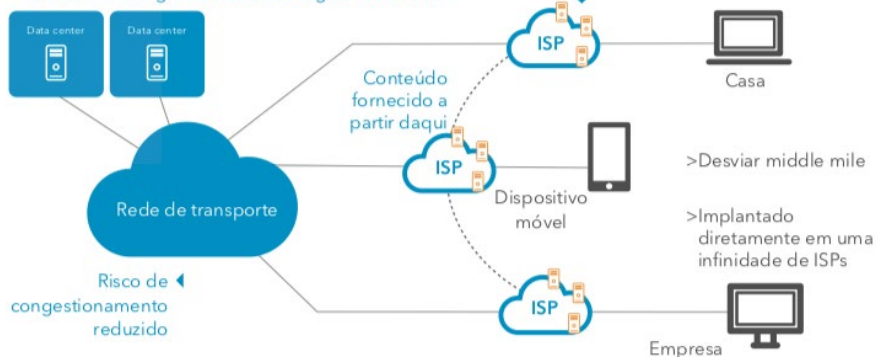 Data center
Data center
ISP
Casa
Conteúdo
fornecido a
partir daqui
ISP
Dispositivo
móvel
>Desviar middle mile
Rede de transporte
>Implantado
diretamente em uma
infinidade de ISPs
Risco de
congestionamento
reduzido
ISP
Empresa